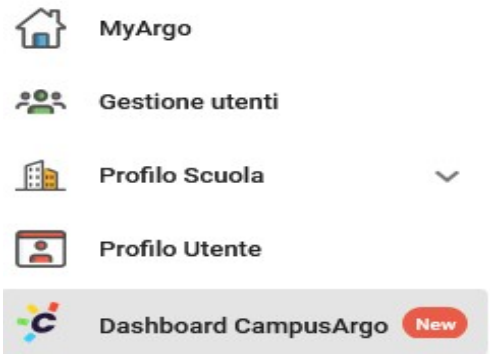 MyArgo
Gestione utenti
Profilo Scuola
Profilo Utente
Dashboard CampusArgo New